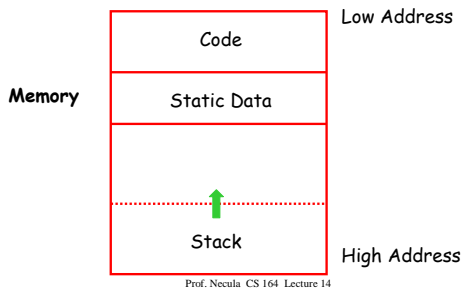 Low Address
Code
Memory
Static Data
Stack
High Address
Prof. Necula CS 164 Lecture 14